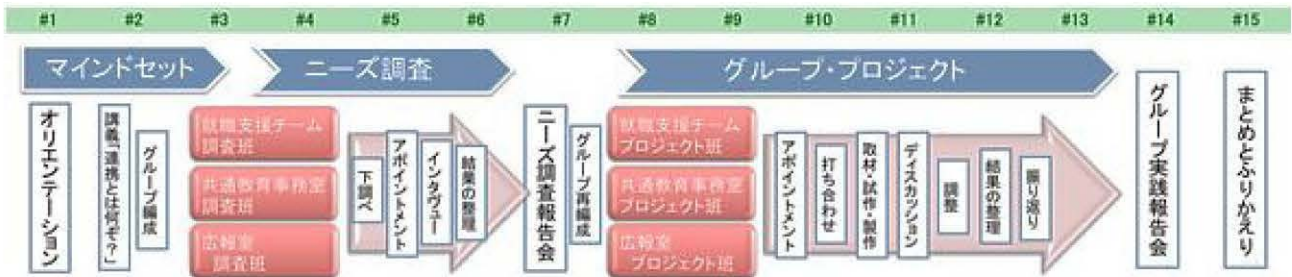 #1 #2 #3 #4 #5 #6 #7 #8 #9 #10 #11 #12 #13 #14 #15
マインドセット
ニーズ調査
グループ・プロジェクト
オリエンテーション
講義「連携とは何ぞ?」
グループ編成
就職支援チーム
調査班
共通教育事務室
調査班
広報室
調査班
下調べ
アポイントメント
インタヴュー
結果の整理
ニーズ調査報告会
グループ再編成
就職支援チーム
プロジェクト班
共通教育事務室
プロジェクト班
広報室
プロジェクト班
アポイントメント
打ち合わせ
取材・試作・製作
ディスカッション
調整
結果の整理
振り返り
グループ実践報告会
まとめとふりかえり